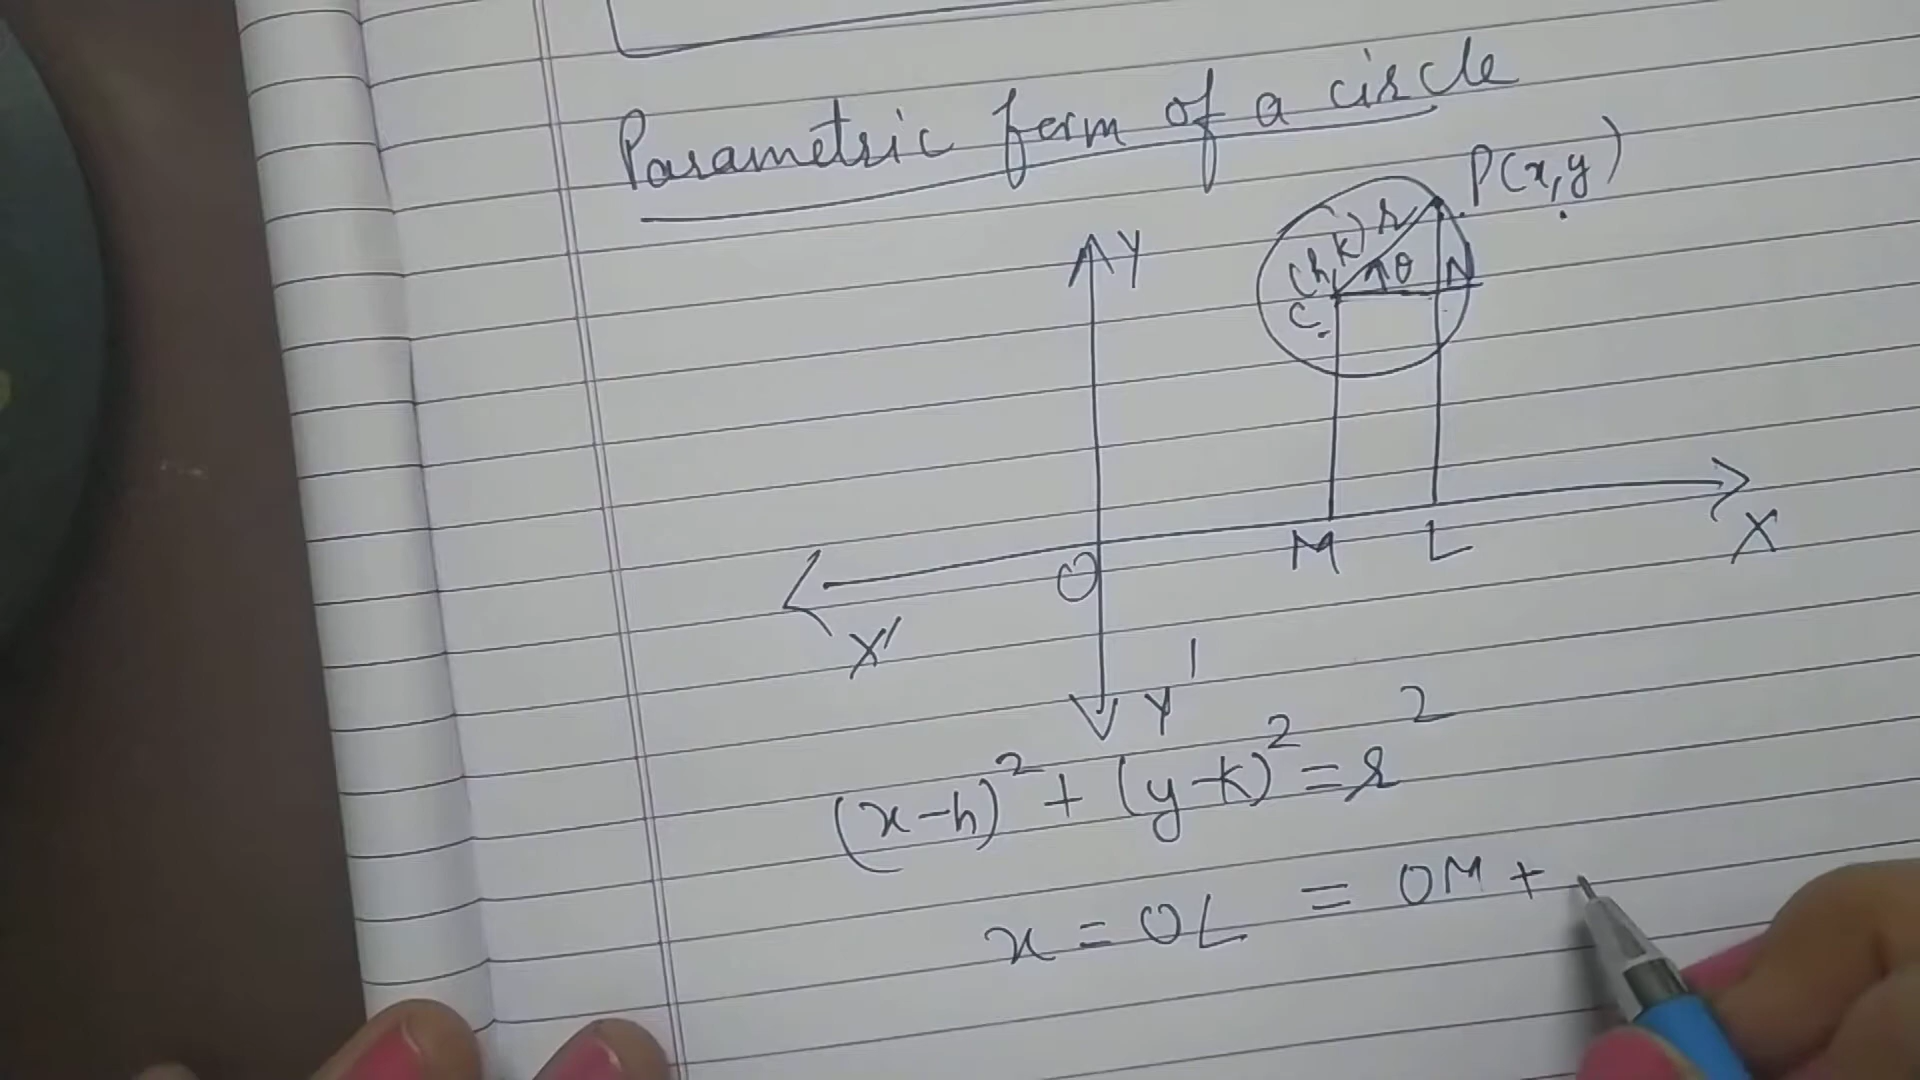 Parametric form of a circle
P(x,y)
Y
(h,k) r
θ N
C
M L
O
X
X'
Y'
(x-h)² + (y-k)² = r²
x = OL = OM +